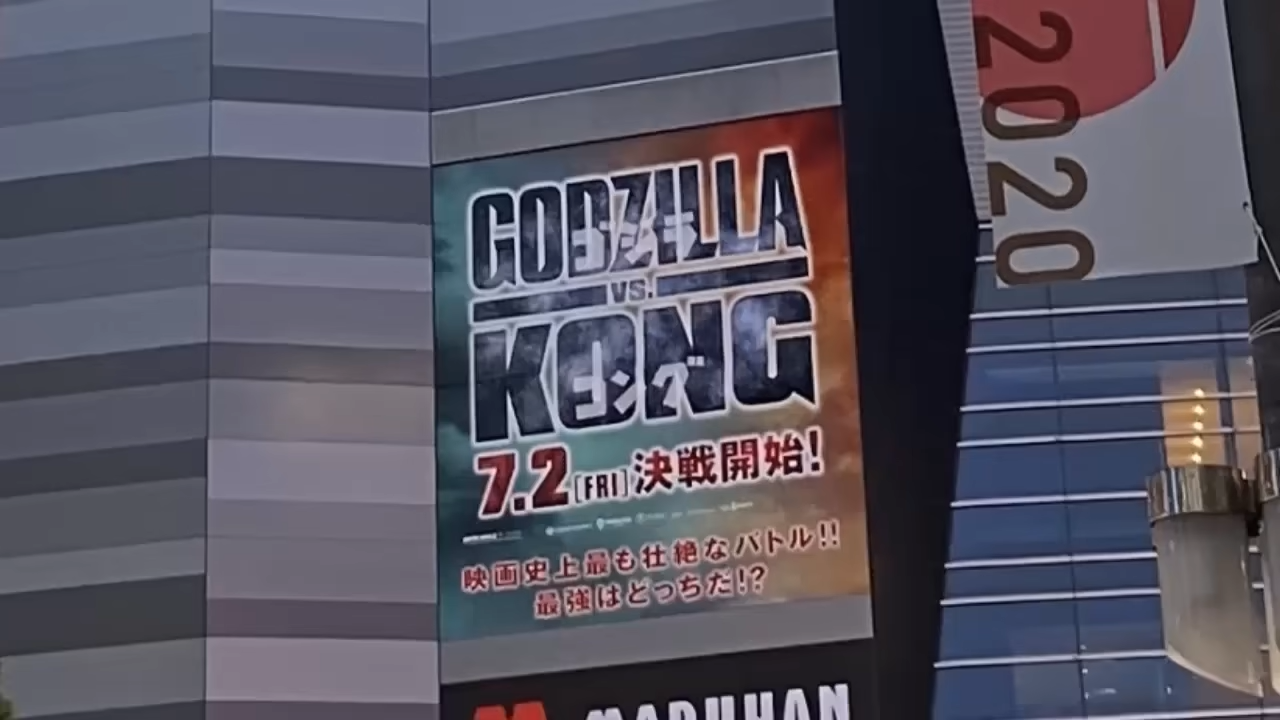 GODZILLA
ゴジラ
VS.
KONG
コング
7.2 [FRI] 決戦開始!
映画史上最も壮絶なバトル!!
最強はどっちだ!?
MARUHAN
2020